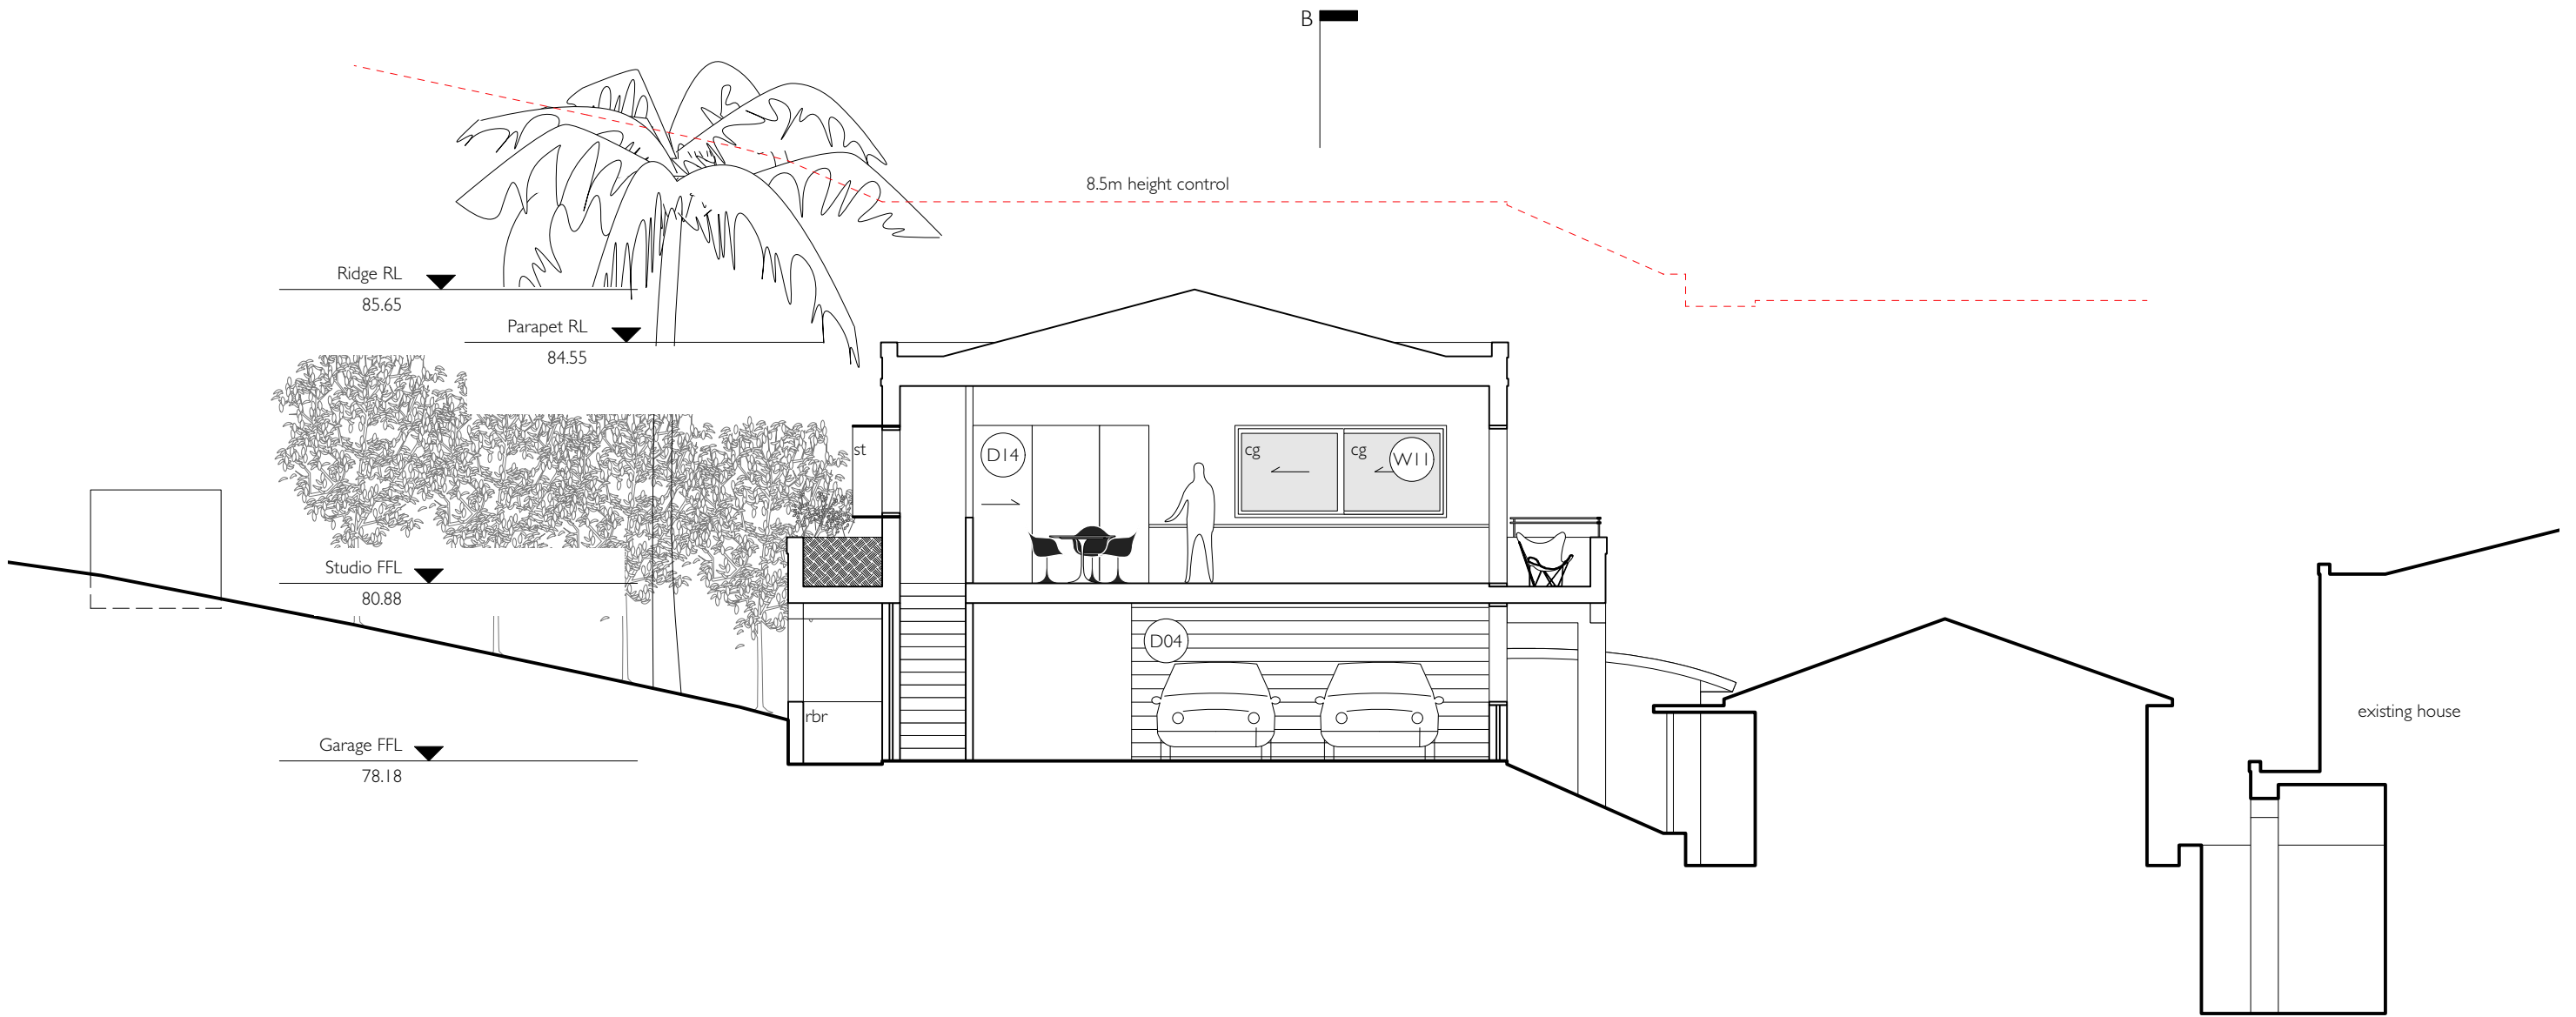 B
8.5m height control
Ridge RL
85.65
Parapet RL
84.55
st
D14
cg
cg
W11
Studio FFL
80.88
D04
rbr
existing house
Garage FFL
78.18